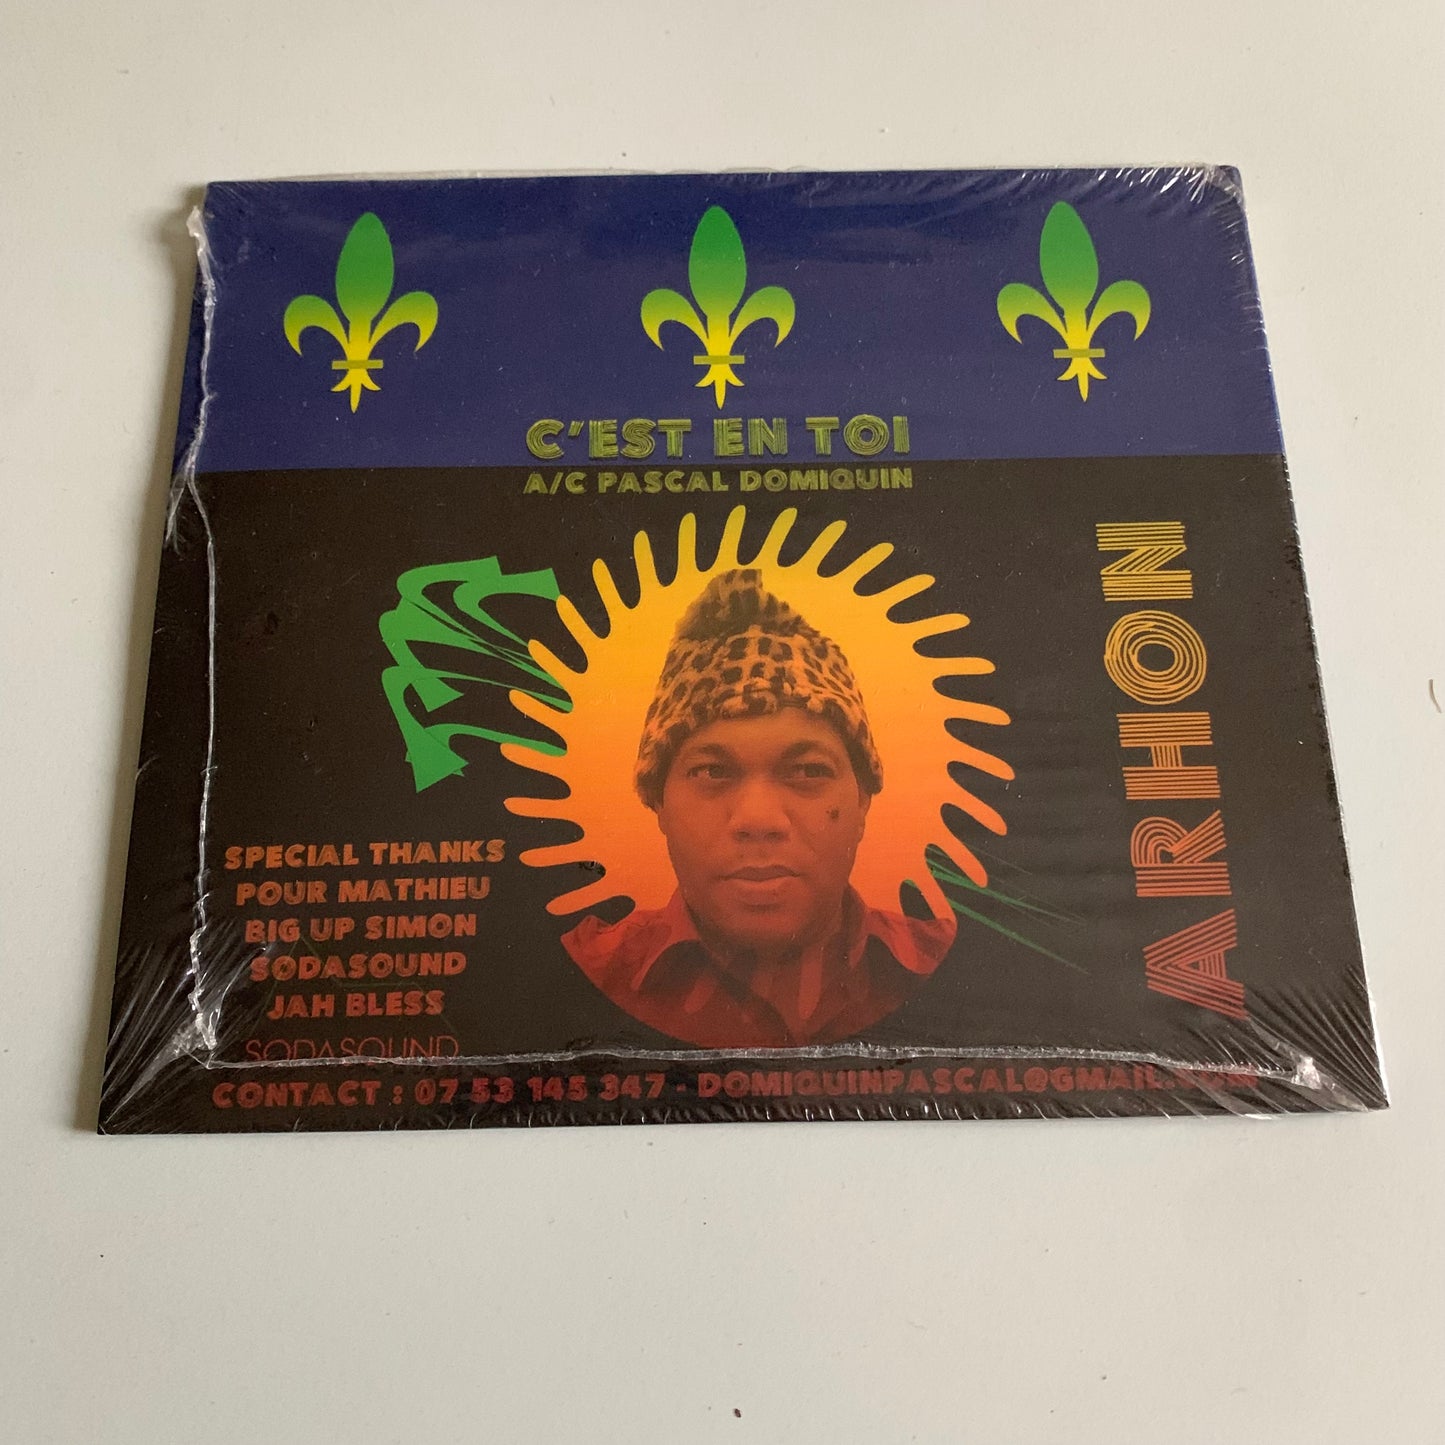 C'EST EN TOI
A/C PASCAL DOMIQUIN
ARHON
SPECIAL THANKS
POUR MATHIEU
BIG UP SIMON
SODASOUND
JAH BLESS
SODASOUND
CONTACT : 07 53 145 347 - DOMIQUINPASCAL@GMAIL.COM